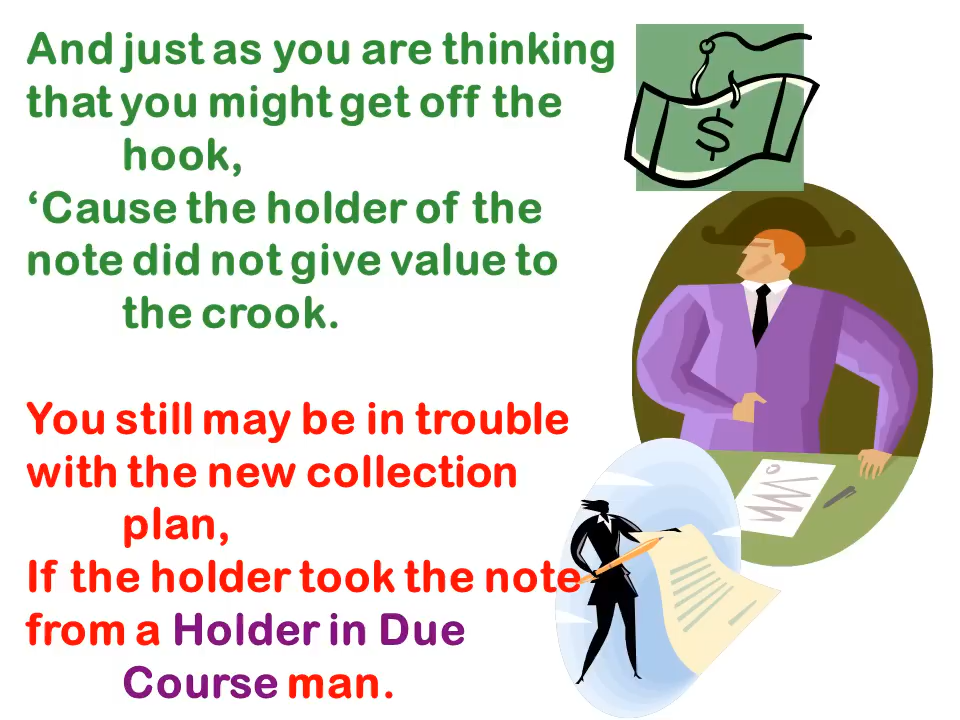 And just as you are thinking
that you might get off the
hook,
‘Cause the holder of the
note did not give value to
the crook.
You still may be in trouble
with the new collection
plan,
If the holder took the note
from a Holder in Due
Course man.
$